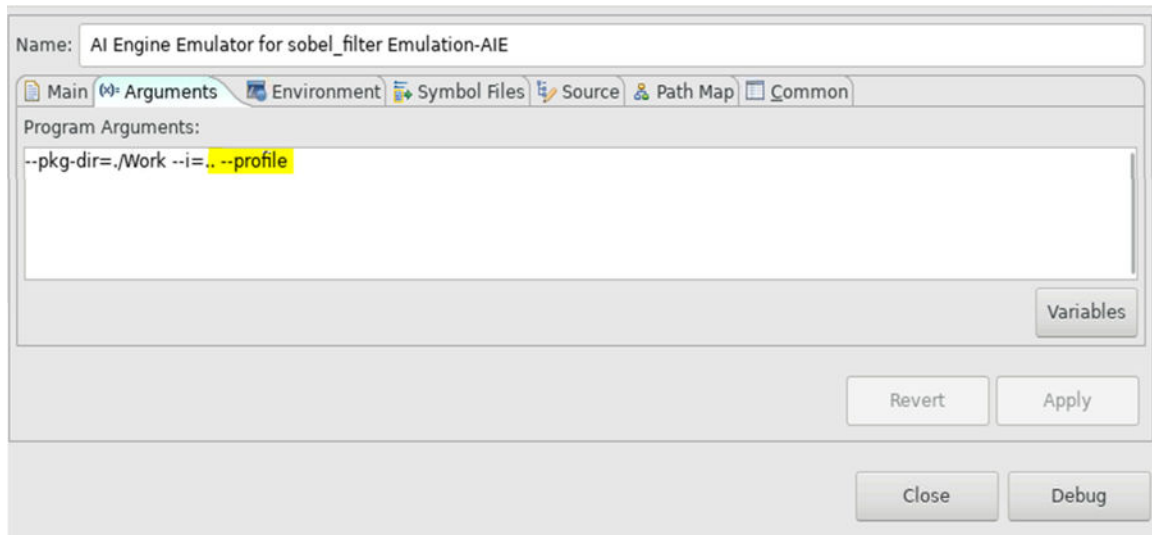 Name: AI Engine Emulator for sobel_filter Emulation-AIE
Main (x)= Arguments Environment Symbol Files Source Path Map Common
Program Arguments:
--pkg-dir=./Work --i=.. --profile
Variables
Revert Apply
Close Debug